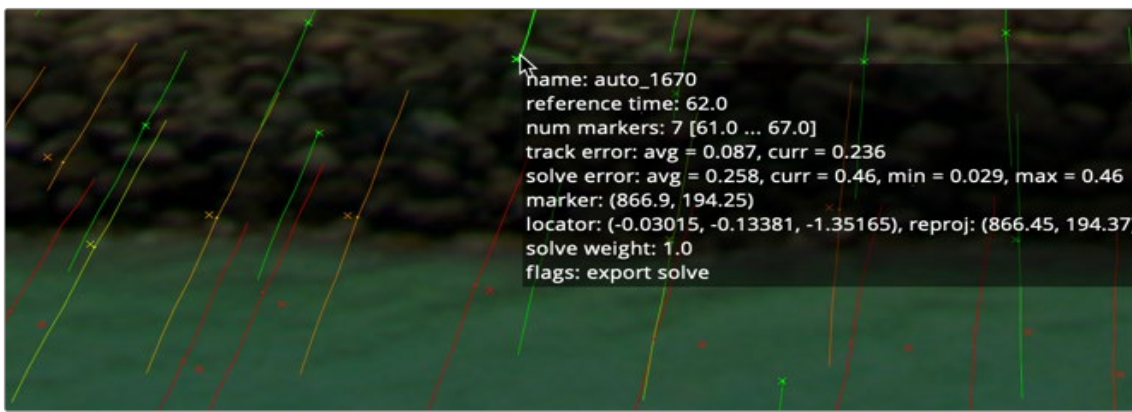 name: auto_1670
reference time: 62.0
num markers: 7 [61.0 ... 67.0]
track error: avg = 0.087, curr = 0.236
solve error: avg = 0.258, curr = 0.46, min = 0.029, max = 0.46
marker: (866.9, 194.25)
locator: (-0.03015, -0.13381, -1.35165), reproj: (866.45, 194.37
solve weight: 1.0
flags: export solve